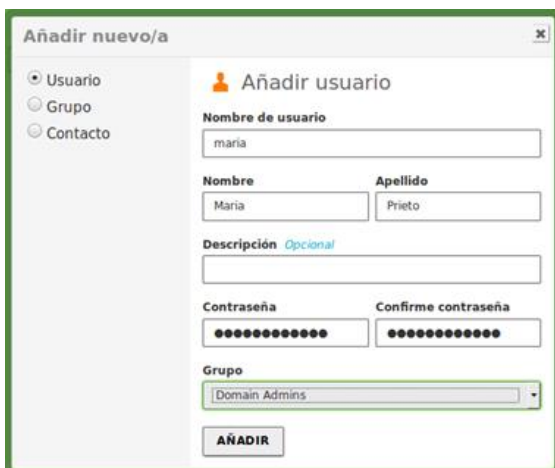 Añadir nuevo/a
Usuario
Grupo
Contacto
Añadir usuario
Nombre de usuario
maria
Nombre Apellido
Maria Prieto
Descripción Opcional
Contraseña Confirme contraseña
●●●●●●●●●●●● ●●●●●●●●●●●●
Grupo
Domain Admins
AÑADIR